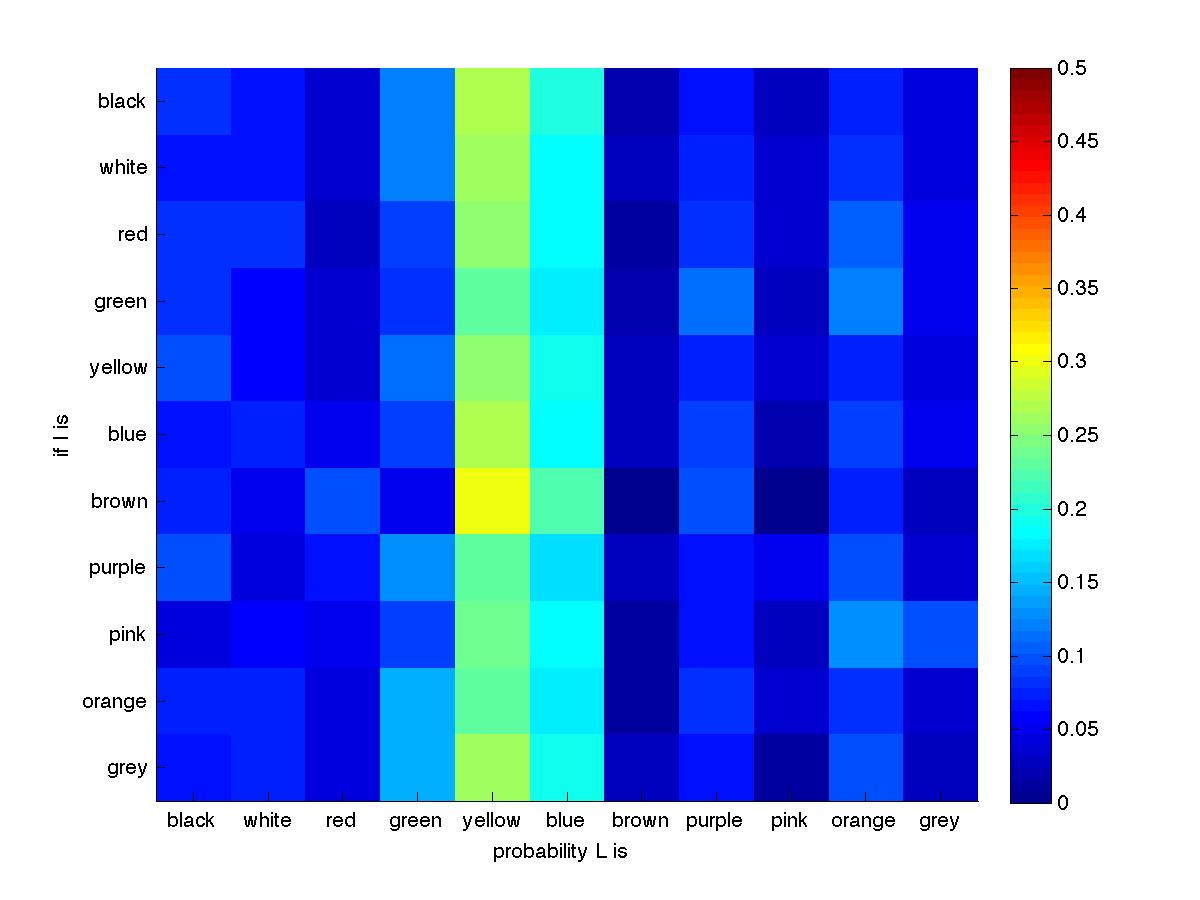 black
white
red
green
yellow
blue
brown
purple
pink
orange
grey
if I is
black white red green yellow blue brown purple pink orange grey
probability L is
0.5
0.45
0.4
0.35
0.3
0.25
0.2
0.15
0.1
0.05
0